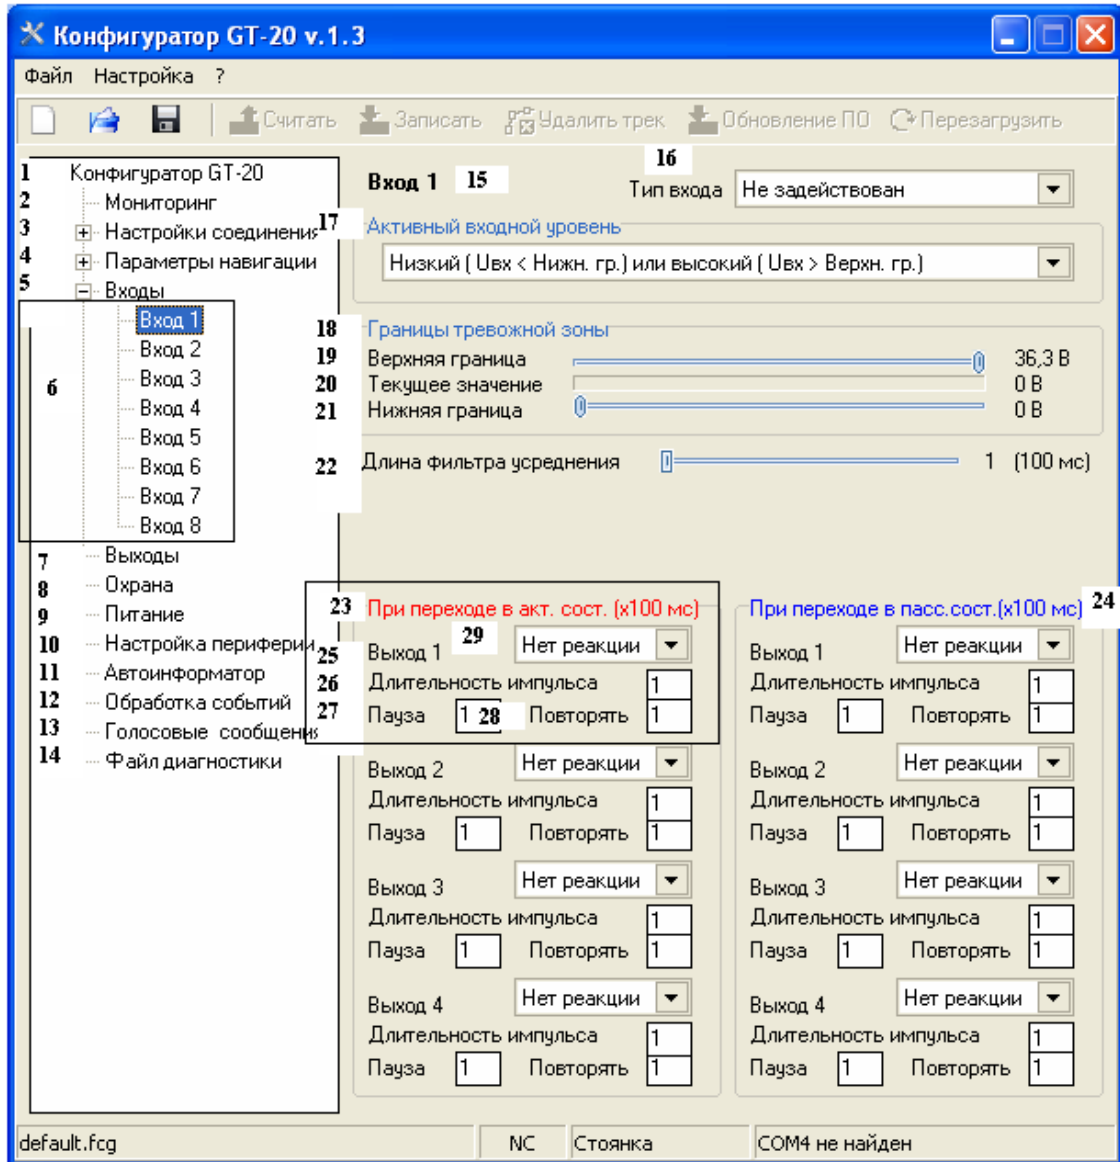 Конфигуратор GT-20 v.1.3
Файл Настройка ?
Считать Записать Удалить трек Обновление ПО Перезагрузить
1 Конфигуратор GT-20
2 Мониторинг
3 Настройки соединения
4 Параметры навигации
5 Входы
6
Вход 1
Вход 2
Вход 3
Вход 4
Вход 5
Вход 6
Вход 7
Вход 8
7 Выходы
8 Охрана
9 Питание
10 Настройка периферии
11 Автоинформатор
12 Обработка событий
13 Голосовые сообщения
14 Файл диагностики
Вход 1 15
16
Тип входа Не задействован
17 Активный входной уровень
Низкий ( Uвх < Нижн. гр.) или высокий ( Uвх > Верхн. гр.)
18 Границы тревожной зоны
19 Верхняя граница 36,3 В
20 Текущее значение 0 В
21 Нижняя граница 0 В
22 Длина фильтра усреднения 1 (100 мс)
23 При переходе в акт. сост. (x100 мс)
25 Выход 1 29 Нет реакции
26 Длительность импульса 1
27 Пауза 1 28 Повторять 1
Выход 2 Нет реакции
Длительность импульса 1
Пауза 1 Повторять 1
Выход 3 Нет реакции
Длительность импульса 1
Пауза 1 Повторять 1
Выход 4 Нет реакции
Длительность импульса 1
Пауза 1 Повторять 1
При переходе в пасс.сост.(x100 мс) 24
Выход 1 Нет реакции
Длительность импульса 1
Пауза 1 Повторять 1
Выход 2 Нет реакции
Длительность импульса 1
Пауза 1 Повторять 1
Выход 3 Нет реакции
Длительность импульса 1
Пауза 1 Повторять 1
Выход 4 Нет реакции
Длительность импульса 1
Пауза 1 Повторять 1
default.fcg NC Стоянка COM4 не найден